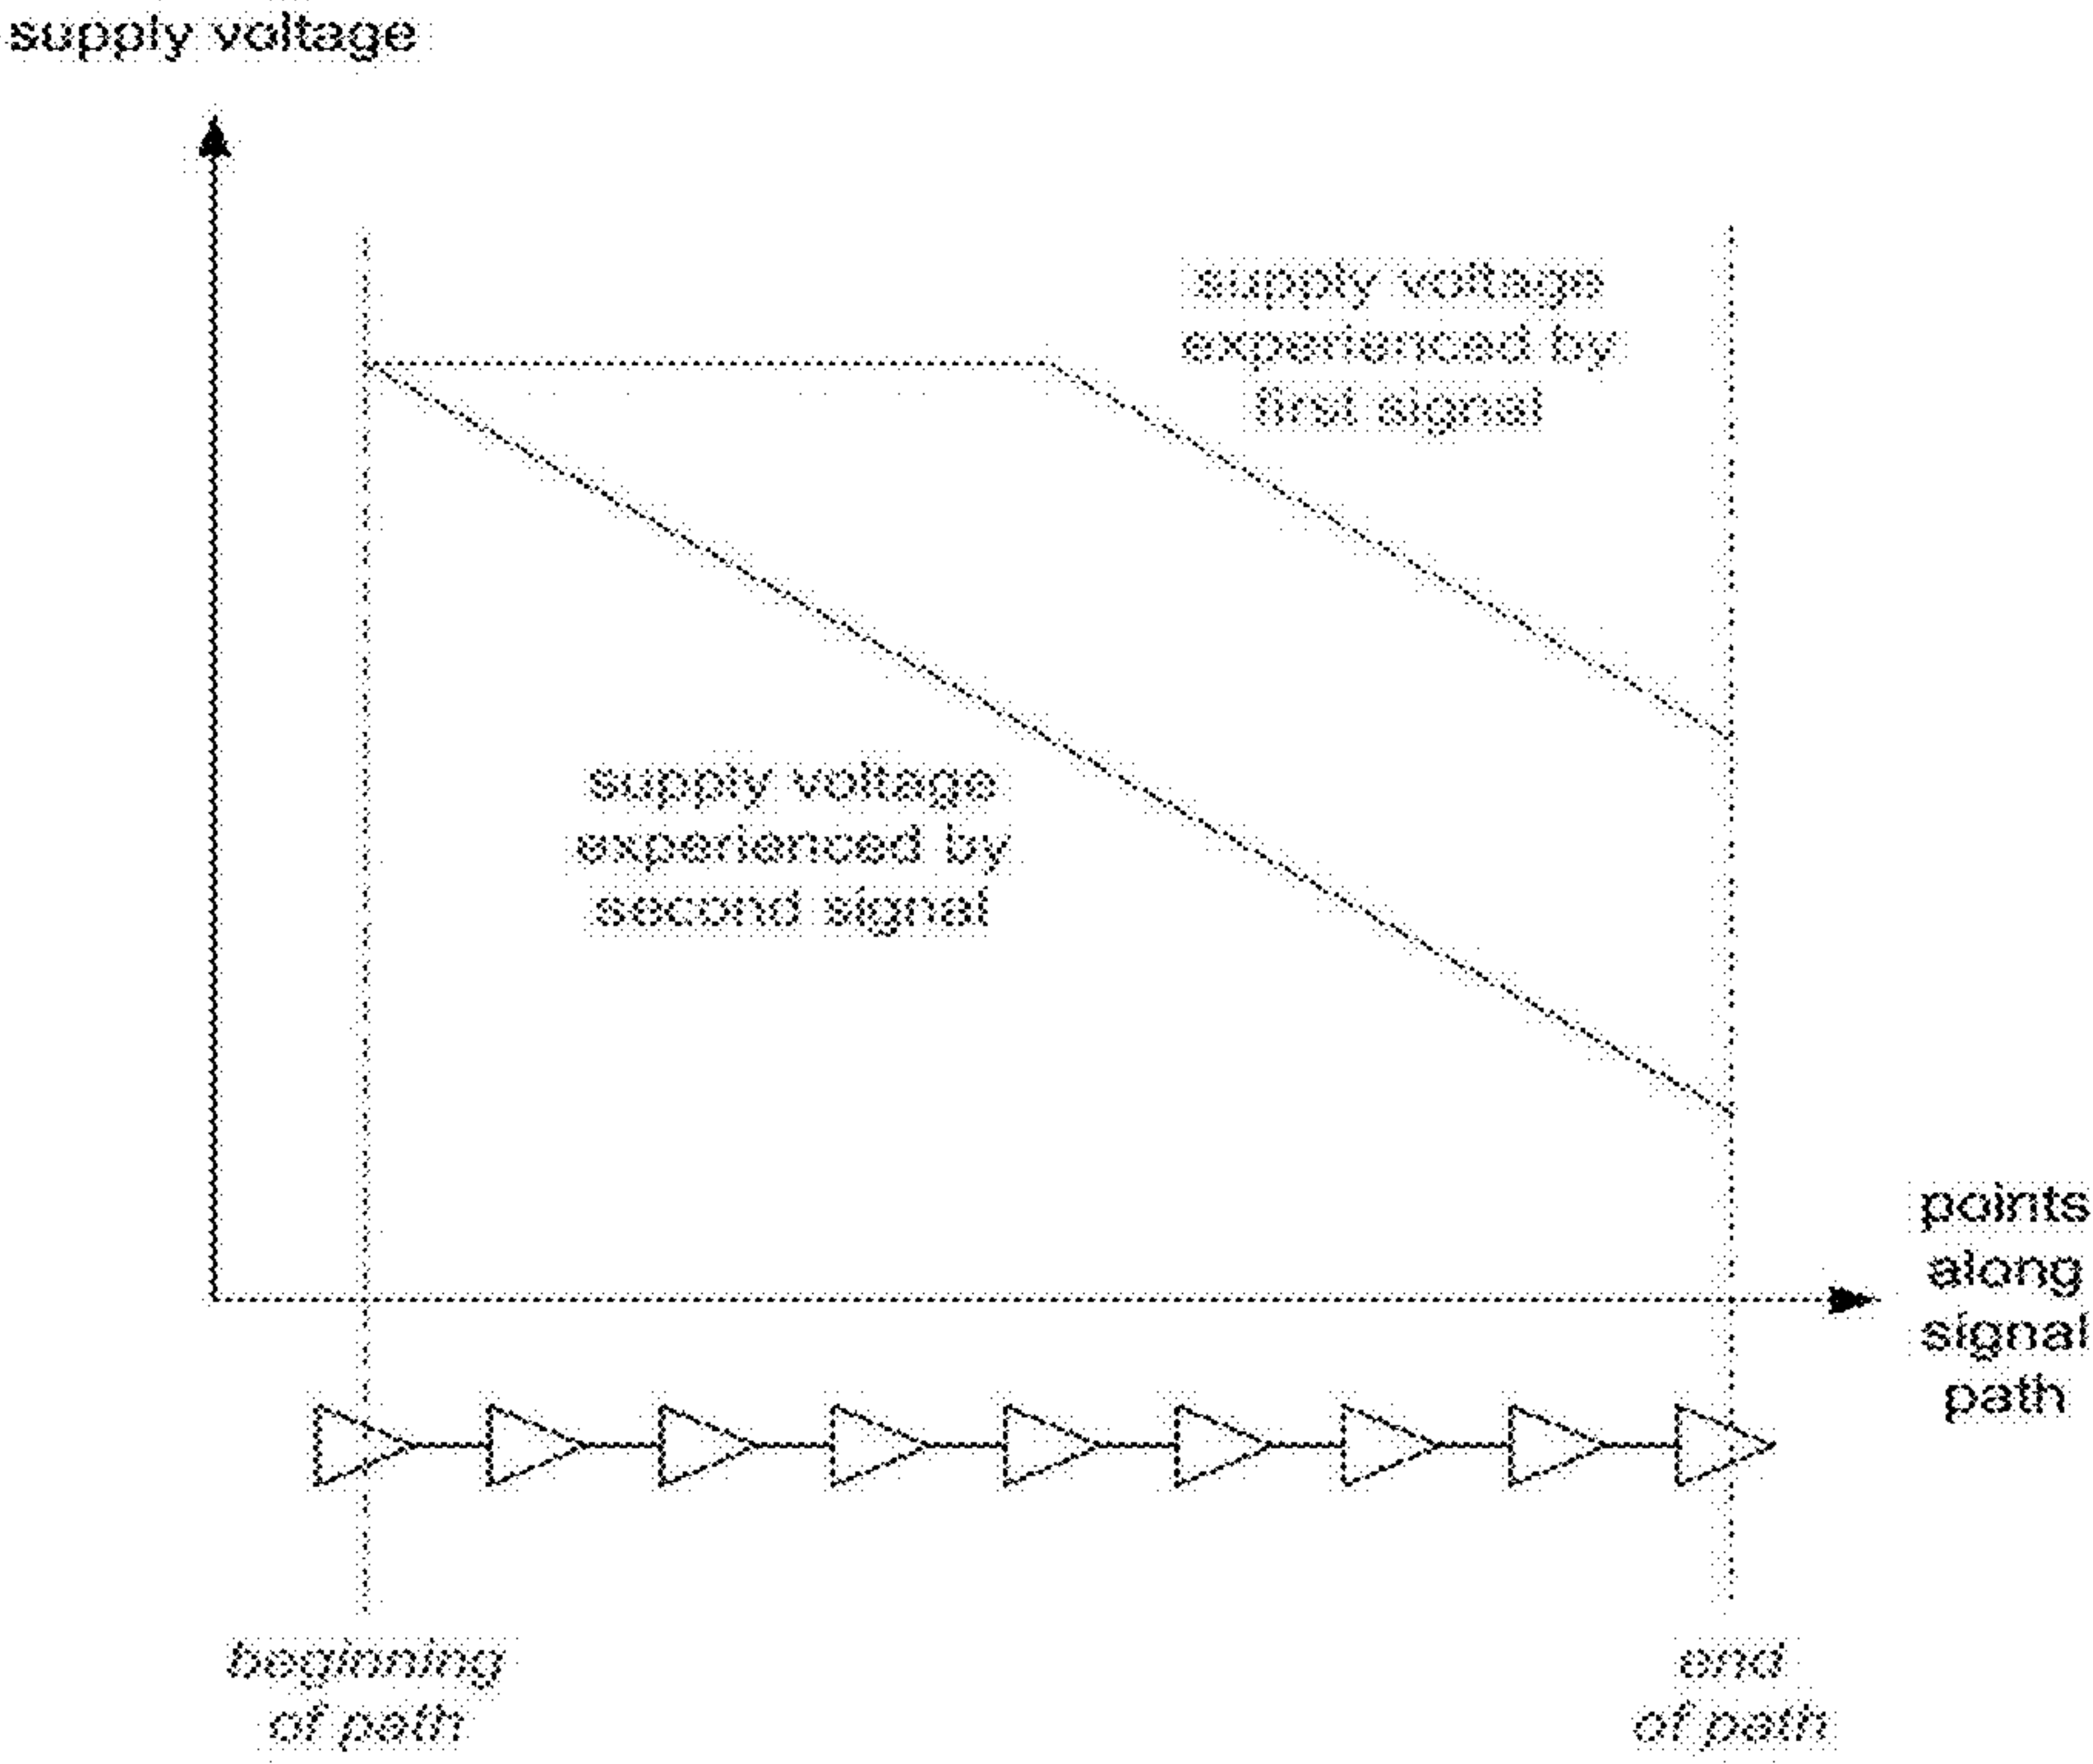 supply voltage
supply voltage
experienced by
first signal
supply voltage
experienced by
second signal
points
along
signal
path
beginning
of path
end
of path